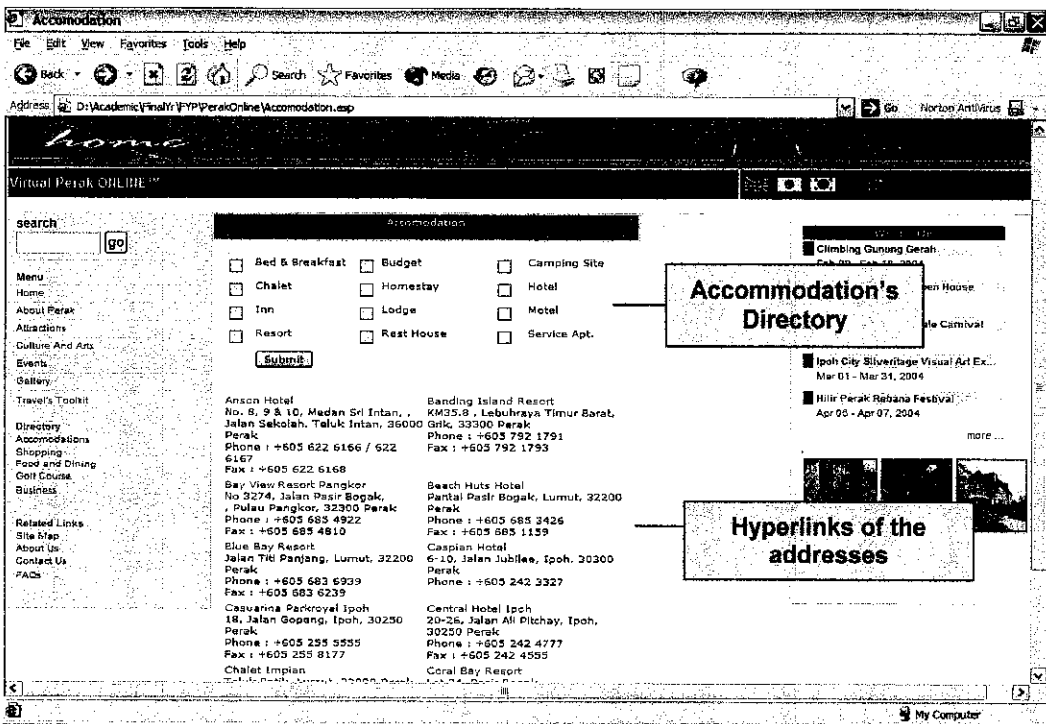 Accomodation
File Edit View Favorites Tools Help
Back Search Favorites Media
Address D:\Academic\FinalYr\FYP\PerakOnline\Accomodation.asp Go Norton AntiVirus
home
Virtual Perak ONLINE™
search
go
Menu
Home
About Perak
Attractions
Culture And Arts
Events
Gallery
Travel's Toolkit
Directory
Accomodations
Shopping
Food and Dining
Golf Course
Business
Related Links
Site Map
About Us
Contact Us
FAQs
Accomodation
Bed & Breakfast Budget Camping Site
Chalet Homestay Hotel
Inn Lodge Motel
Resort Rest House Service Apt.
Submit
Anson Hotel
No. 8, 9 & 10, Medan Sri Intan, ,
Jalan Sekolah, Teluk Intan, 36000
Perak
Phone : +605 622 6166 / 622
6167
Fax : +605 622 6168
Banding Island Resort
KM35.8 , Lebuhraya Timur Barat,
Grik, 33300 Perak
Phone : +605 792 1791
Fax : +605 792 1793
Bay View Resort Pangkor
No 3274, Jalan Pasir Bogak,
, Pulau Pangkor, 32300 Perak
Phone : +605 685 4922
Fax : +605 685 4810
Beach Huts Hotel
Pantai Pasir Bogak, Lumut, 32200
Perak
Phone : +605 685 3426
Fax : +605 685 1159
Blue Bay Resort
Jalan Titi Panjang, Lumut, 32200
Perak
Phone : +605 683 6939
Fax : +605 683 6239
Caspian Hotel
6-10, Jalan Jubilee, Ipoh, 30300
Perak
Phone : +605 242 3327
Casuarina Parkroyal Ipoh
18, Jalan Gopeng, Ipoh, 30250
Perak
Phone : +605 255 5555
Fax : +605 255 8177
Central Hotel Ipoh
20-26, Jalan Ali Pitchay, Ipoh,
30250 Perak
Phone : +605 242 4777
Fax : +605 242 4555
Chalet Impian
Coral Bay Resort
Climbing Gunung Gerah
2004
en House
le Carnival
Ipoh City Silveritage Visual Art Ex...
Mar 01 - Mar 31, 2004
Hilir Perak Rebana Festival
Apr 06 - Apr 07, 2004
more ...
Accommodation's
Directory
Hyperlinks of the
addresses
My Computer